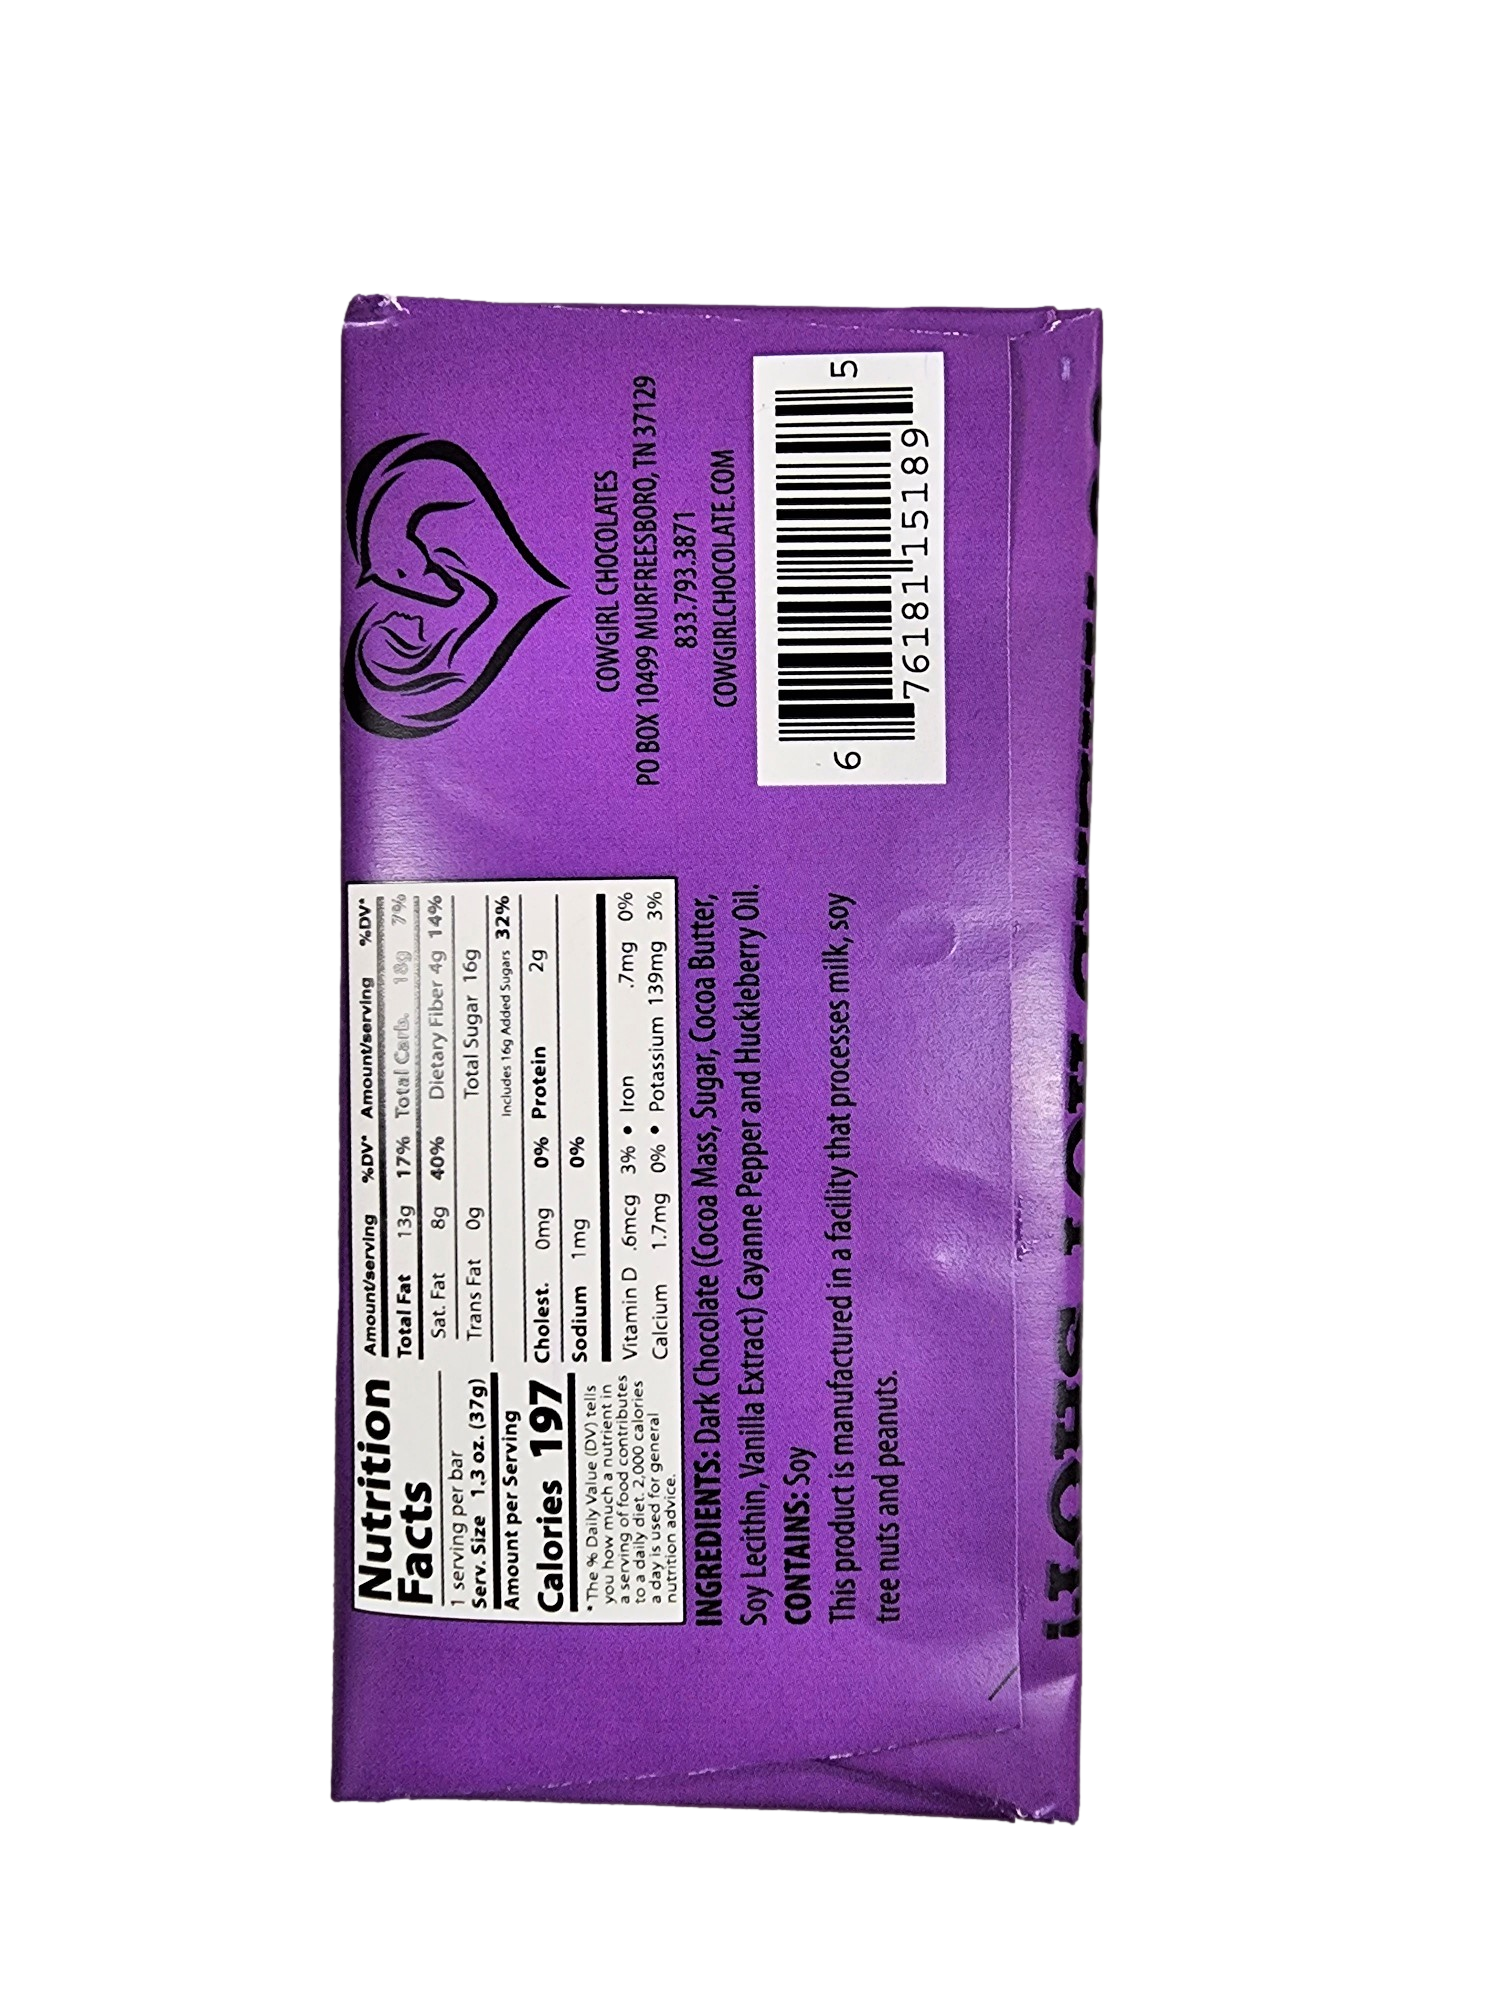 Nutrition
Facts
1 serving per bar
Serv. Size 1.3 oz. (37g)
Amount per Serving
Calories 197
* The % Daily Value (DV) tells
you how much a nutrient in
a serving of food contributes
to a daily diet. 2,000 calories
a day is used for general
nutrition advice.
Amount/serving %DV* Amount/serving %DV*
Total Fat 13g 17% Total Carb. 18g 7%
Sat. Fat 8g 40% Dietary Fiber 4g 14%
Trans Fat 0g Total Sugar 16g
Includes 16g Added Sugars 32%
Cholest. 0mg 0% Protein 2g
Sodium 1mg 0%
Vitamin D .6mcg 3% • Iron .7mg 0%
Calcium 1.7mg 0% • Potassium 139mg 3%
INGREDIENTS: Dark Chocolate (Cocoa Mass, Sugar, Cocoa Butter,
Soy Lecithin, Vanilla Extract) Cayanne Pepper and Huckleberry Oil.
CONTAINS: Soy
This product is manufactured in a facility that processes milk, soy
tree nuts and peanuts.
COWGIRL CHOCOLATES
PO BOX 10499 MURFREESBORO, TN 37129
833.793.3871
COWGIRLCHOCOLATE.COM
6 76181 15189 5